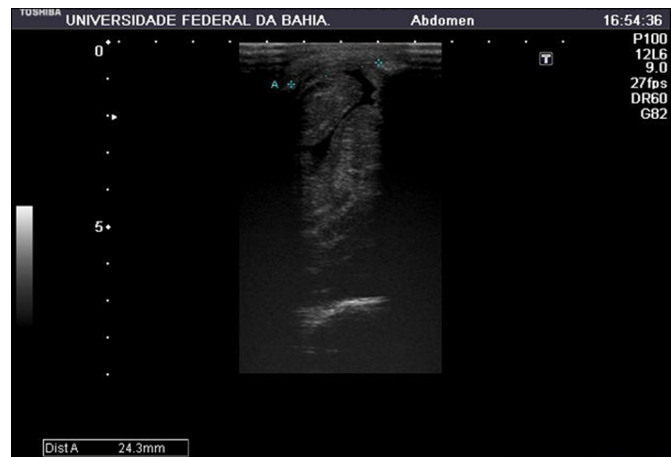 TOSHIBA
UNIVERSIDADE FEDERAL DA BAHIA. Abdomen 16:54:36
P100
12L6
9.0
27fps
DR60
G82
T
0
A
5
Dist A 24.3mm